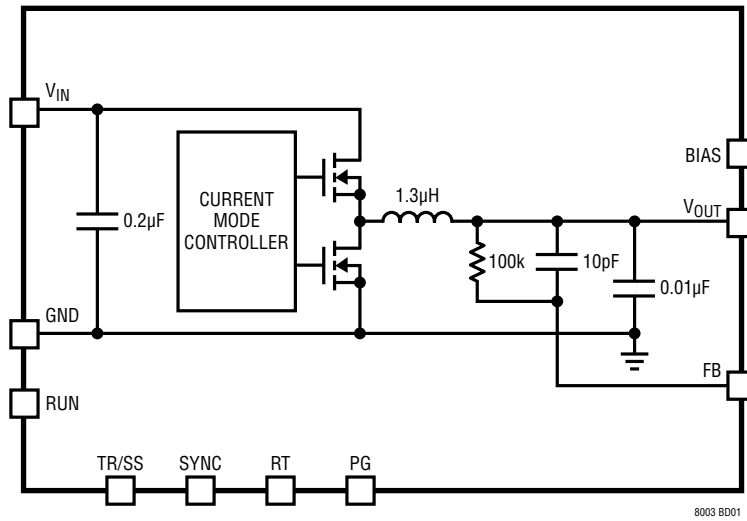 VIN
BIAS
1.3µH
VOUT
0.2µF
CURRENT
MODE
CONTROLLER
100k
10pF
0.01µF
GND
FB
RUN
TR/SS
SYNC
RT
PG
8003 BD01